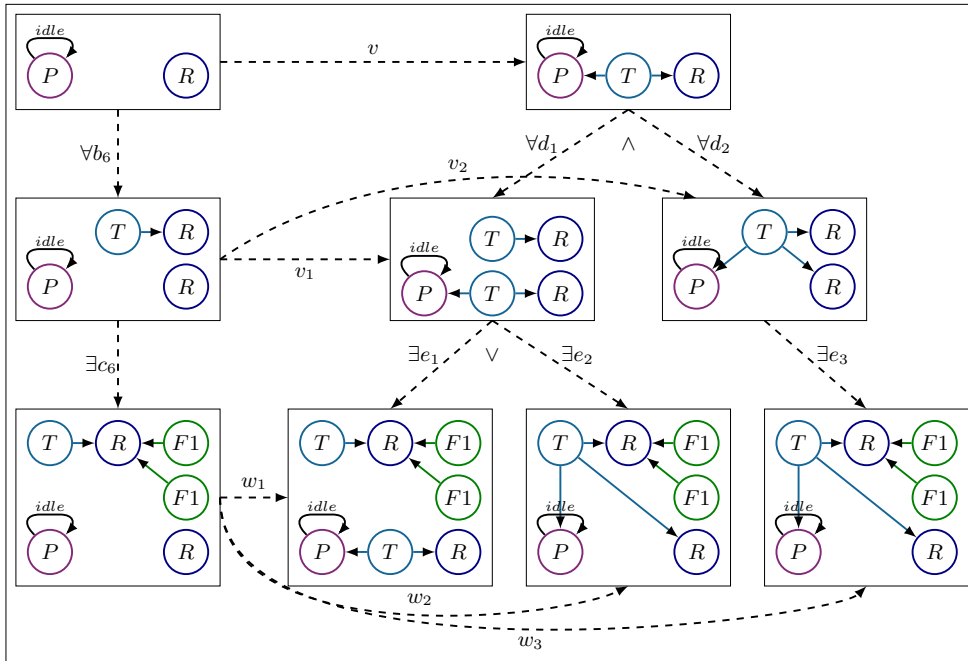 idle idle
P R v P T R
∀b₆ ∀d₁ ∧ ∀d₂
v₂
T R T R T R
idle idle idle
P R v₁ P T R P R
∃c₆ ∃e₁ ∨ ∃e₂ ∃e₃
T R F1 T R F1 T R F1 T R F1
F1 w₁ F1 F1 F1
idle idle idle idle
P R P T R P R P R
w₂
w₃